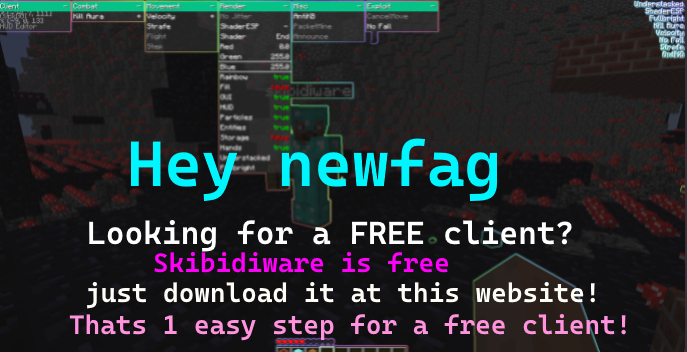 Client
Combat
Movement
Render
Misc
Exploit
HUD Editor
Kill Aura
Velocity
Strafe
Flight
Step
No Jitter
ShaderESP
Shader End
Red 0.0
Green 255.0
Blue 255.0
Rainbow true
Fill
GUI true
HUD true
Particles true
Entities true
Storage
Hands true
Understacked
Fullbright
PacketMine
Announce
CancelMove
No Fall
Understacked
ShaderESP
Fullbright
Kill Aura
Velocity
No Fall
Strafe
skibidiware
Hey newfag
Looking for a FREE client?
Skibidiware is free
just download it at this website!
Thats 1 easy step for a free client!